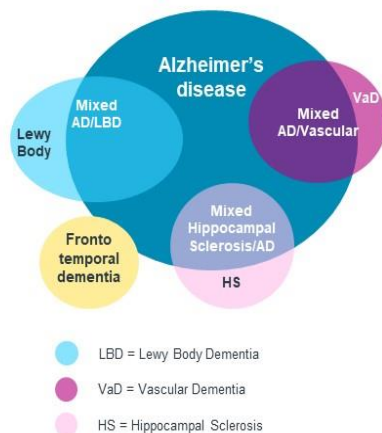 Alzheimer's
disease
Mixed
AD/LBD
Lewy
Body
VaD
Mixed
AD/Vascular
Mixed
Hippocampal
Sclerosis/AD
HS
Fronto
temporal
dementia
LBD = Lewy Body Dementia
VaD = Vascular Dementia
HS = Hippocampal Sclerosis